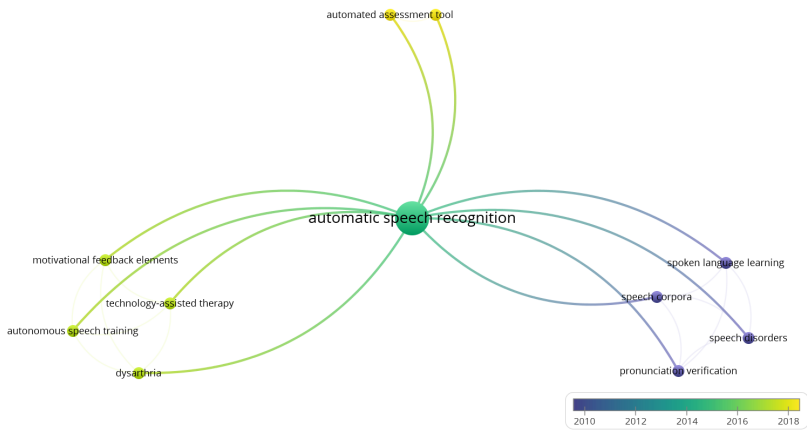 automated assessment tool
automatic speech recognition
motivational feedback elements
spoken language learning
technology-assisted therapy
speech corpora
autonomous speech training
speech disorders
dysarthria
pronunciation verification
2010 2012 2014 2016 2018